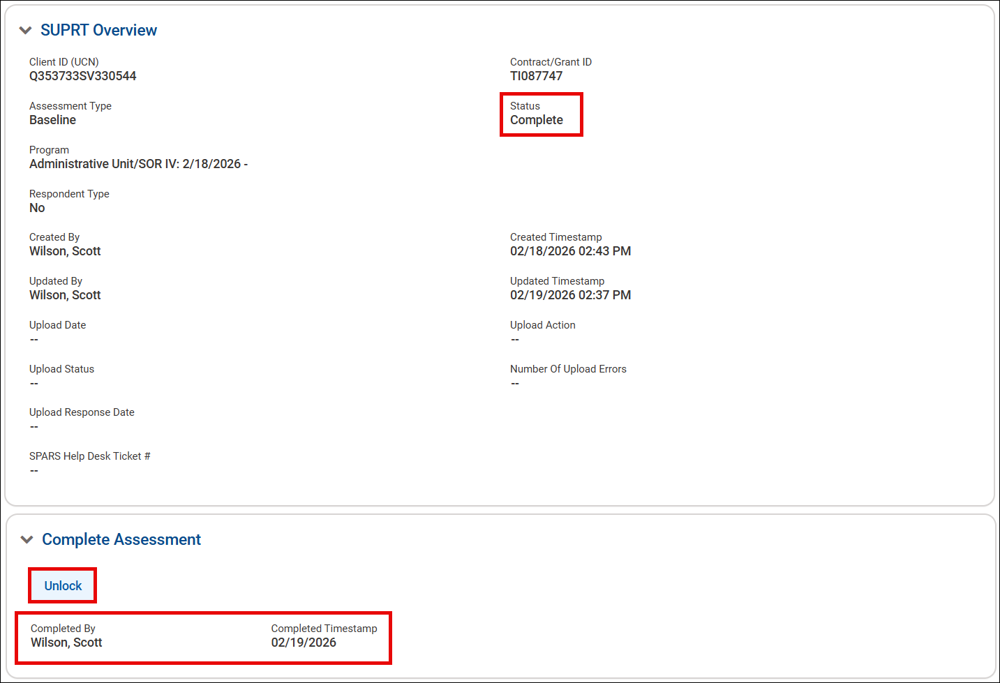 SUPRT Overview
Client ID (UCN)
Q353733SV330544
Contract/Grant ID
TI087747
Assessment Type
Baseline
Status
Complete
Program
Administrative Unit/SOR IV: 2/18/2026 -
Respondent Type
No
Created By
Wilson, Scott
Created Timestamp
02/18/2026 02:43 PM
Updated By
Wilson, Scott
Updated Timestamp
02/19/2026 02:37 PM
Upload Date
--
Upload Action
--
Upload Status
--
Number Of Upload Errors
--
Upload Response Date
--
SPARS Help Desk Ticket #
--
Complete Assessment
Unlock
Completed By
Wilson, Scott
Completed Timestamp
02/19/2026